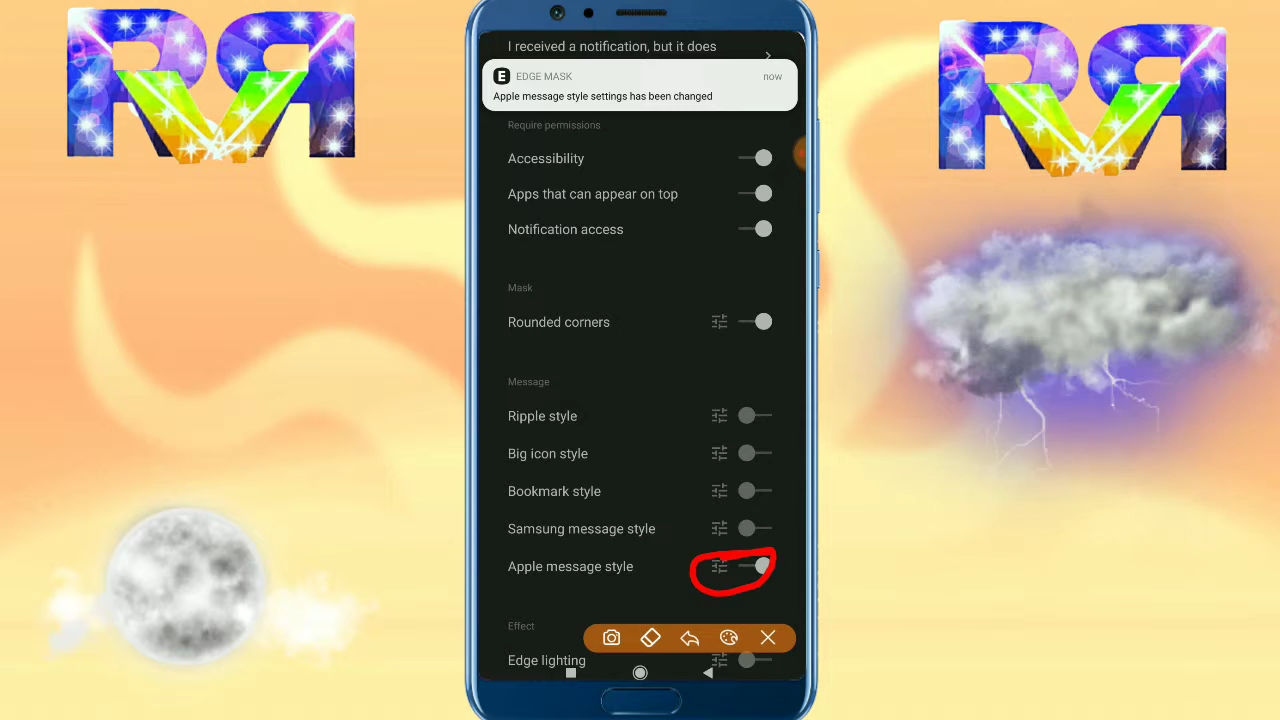 I received a notification, but it does
E EDGE MASK now
Apple message style settings has been changed
Require permissions
Accessibility
Apps that can appear on top
Notification access
Mask
Rounded corners
Message
Ripple style
Big icon style
Bookmark style
Samsung message style
Apple message style
Effect
Edge lighting